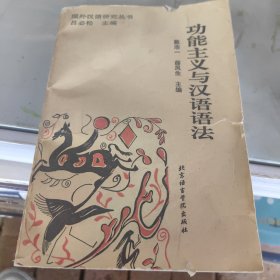 国外汉语研究丛书
吕必松 主编
功能主义与汉语语法
戴浩一 薛凤生 主编
北京语言学院出版社